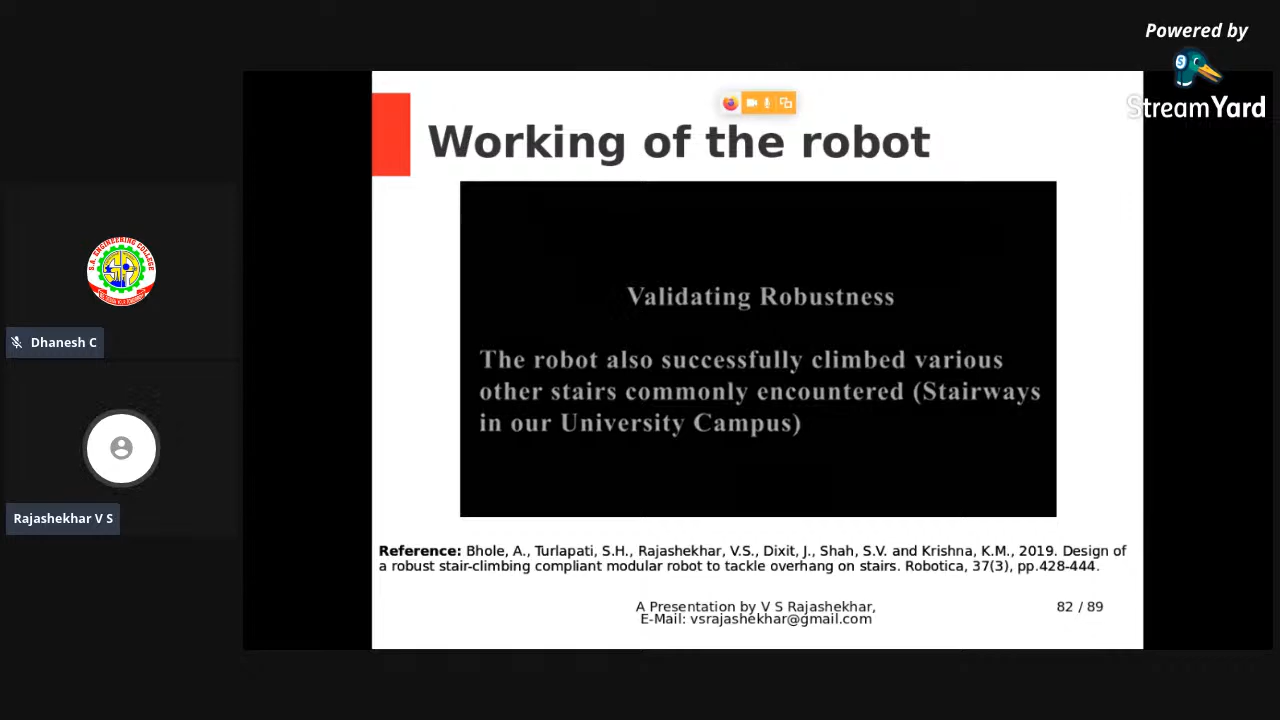 Powered by
StreamYard
Working of the robot
Validating Robustness
The robot also successfully climbed various
other stairs commonly encountered (Stairways
in our University Campus)
S.A. ENGINEERING COLLEGE
Dhanesh C
Rajashekhar V S
Reference: Bhole, A., Turlapati, S.H., Rajashekhar, V.S., Dixit, J., Shah, S.V. and Krishna, K.M., 2019. Design of
a robust stair-climbing compliant modular robot to tackle overhang on stairs. Robotica, 37(3), pp.428-444.
A Presentation by V S Rajashekhar,
E-Mail: vsrajashekhar@gmail.com
82 / 89